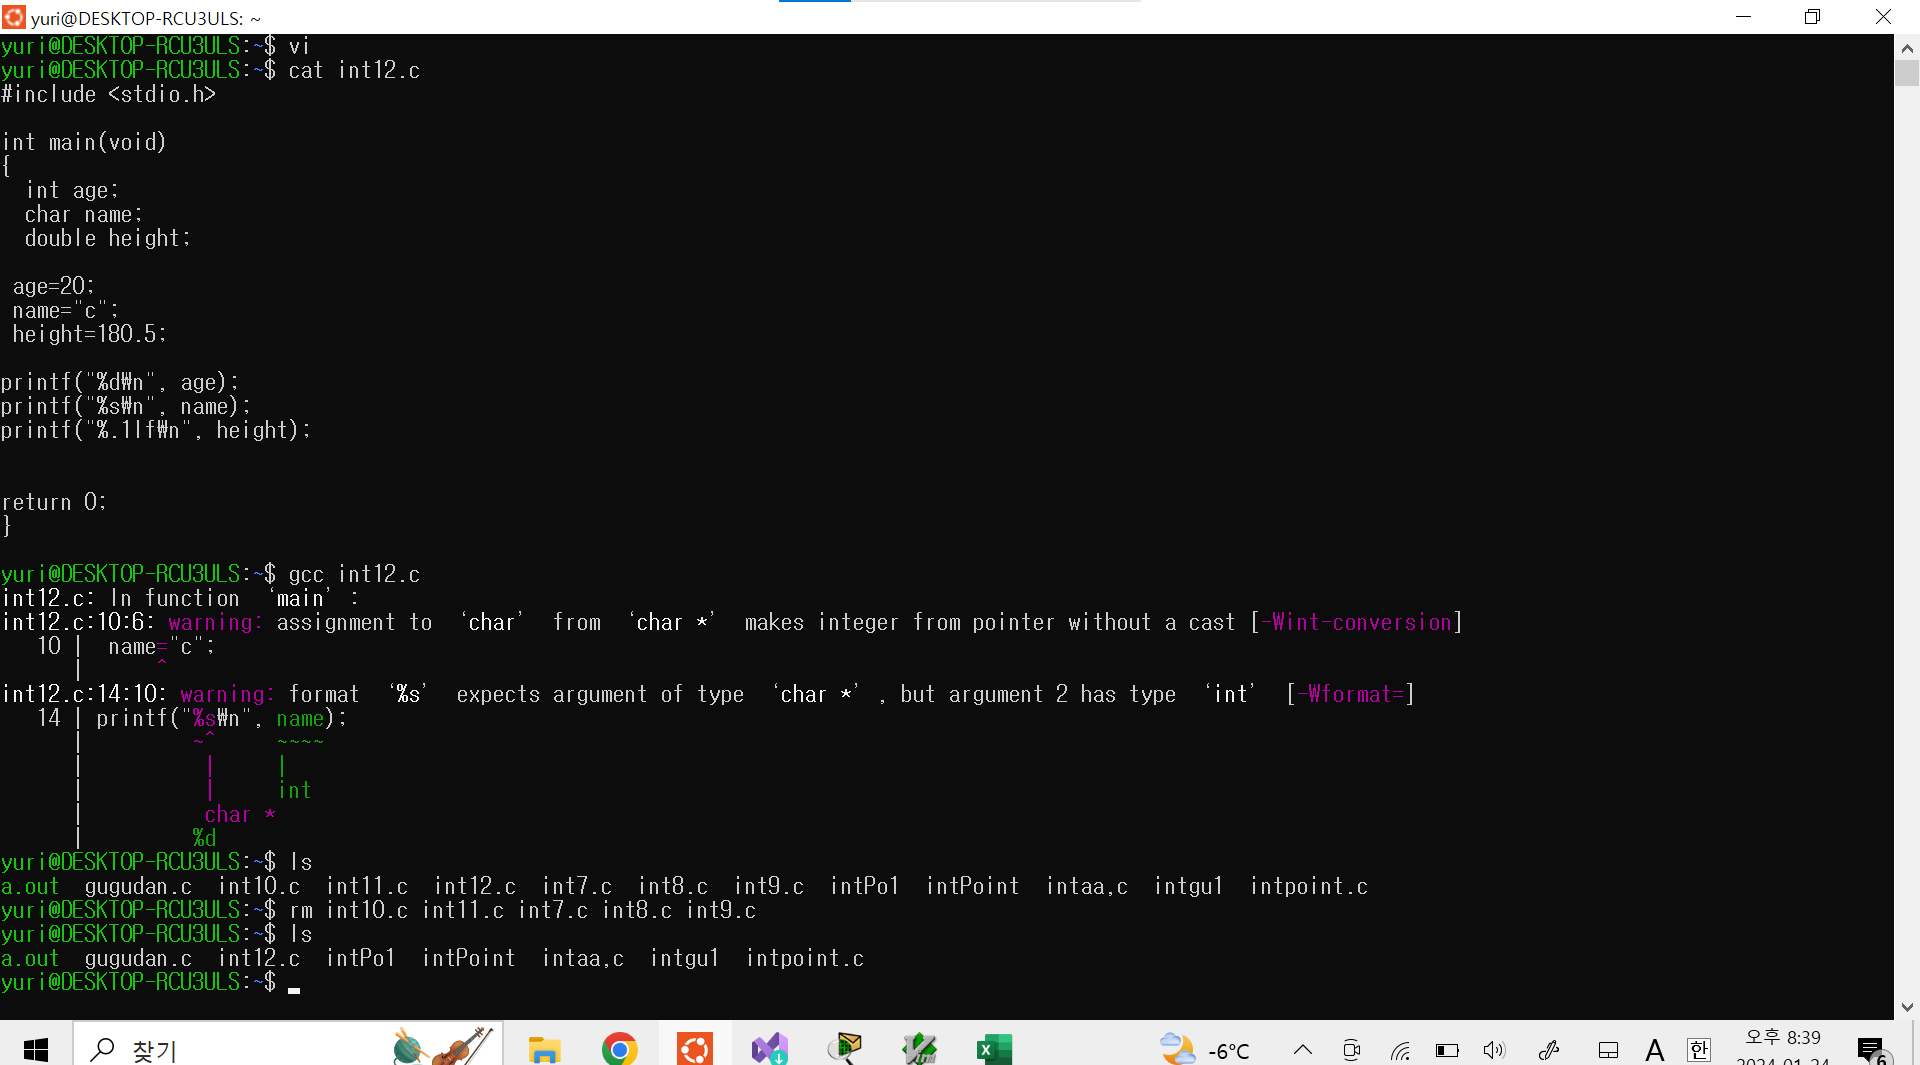 yuri@DESKTOP-RCU3ULS: ~
yuri@DESKTOP-RCU3ULS:~$ vi
yuri@DESKTOP-RCU3ULS:~$ cat int12.c
#include <stdio.h>
int main(void)
{
int age;
char name;
double height;
age=20;
name="c";
height=180.5;
printf("%d₩n", age);
printf("%s₩n", name);
printf("%.1lf₩n", height);
return 0;
}
yuri@DESKTOP-RCU3ULS:~$ gcc int12.c
int12.c: In function ‘main’ :
int12.c:10:6: warning: assignment to ‘char’ from ‘char *’ makes integer from pointer without a cast [-Wint-conversion]
10 | name="c";
| ^
int12.c:14:10: warning: format ‘%s’ expects argument of type ‘char *’ , but argument 2 has type ‘int’ [-Wformat=]
14 | printf("%s₩n", name);
| ~^ ~~~~
| | |
| | int
| char *
| %d
yuri@DESKTOP-RCU3ULS:~$ ls
a.out gugudan.c int10.c int11.c int12.c int7.c int8.c int9.c intPo1 intPoint intaa,c intgu1 intpoint.c
yuri@DESKTOP-RCU3ULS:~$ rm int10.c int11.c int7.c int8.c int9.c
yuri@DESKTOP-RCU3ULS:~$ ls
a.out gugudan.c int12.c intPo1 intPoint intaa,c intgu1 intpoint.c
yuri@DESKTOP-RCU3ULS:~$
찾기
Vim
-6°C
A
한
오후 8:39
2024-01-24
6